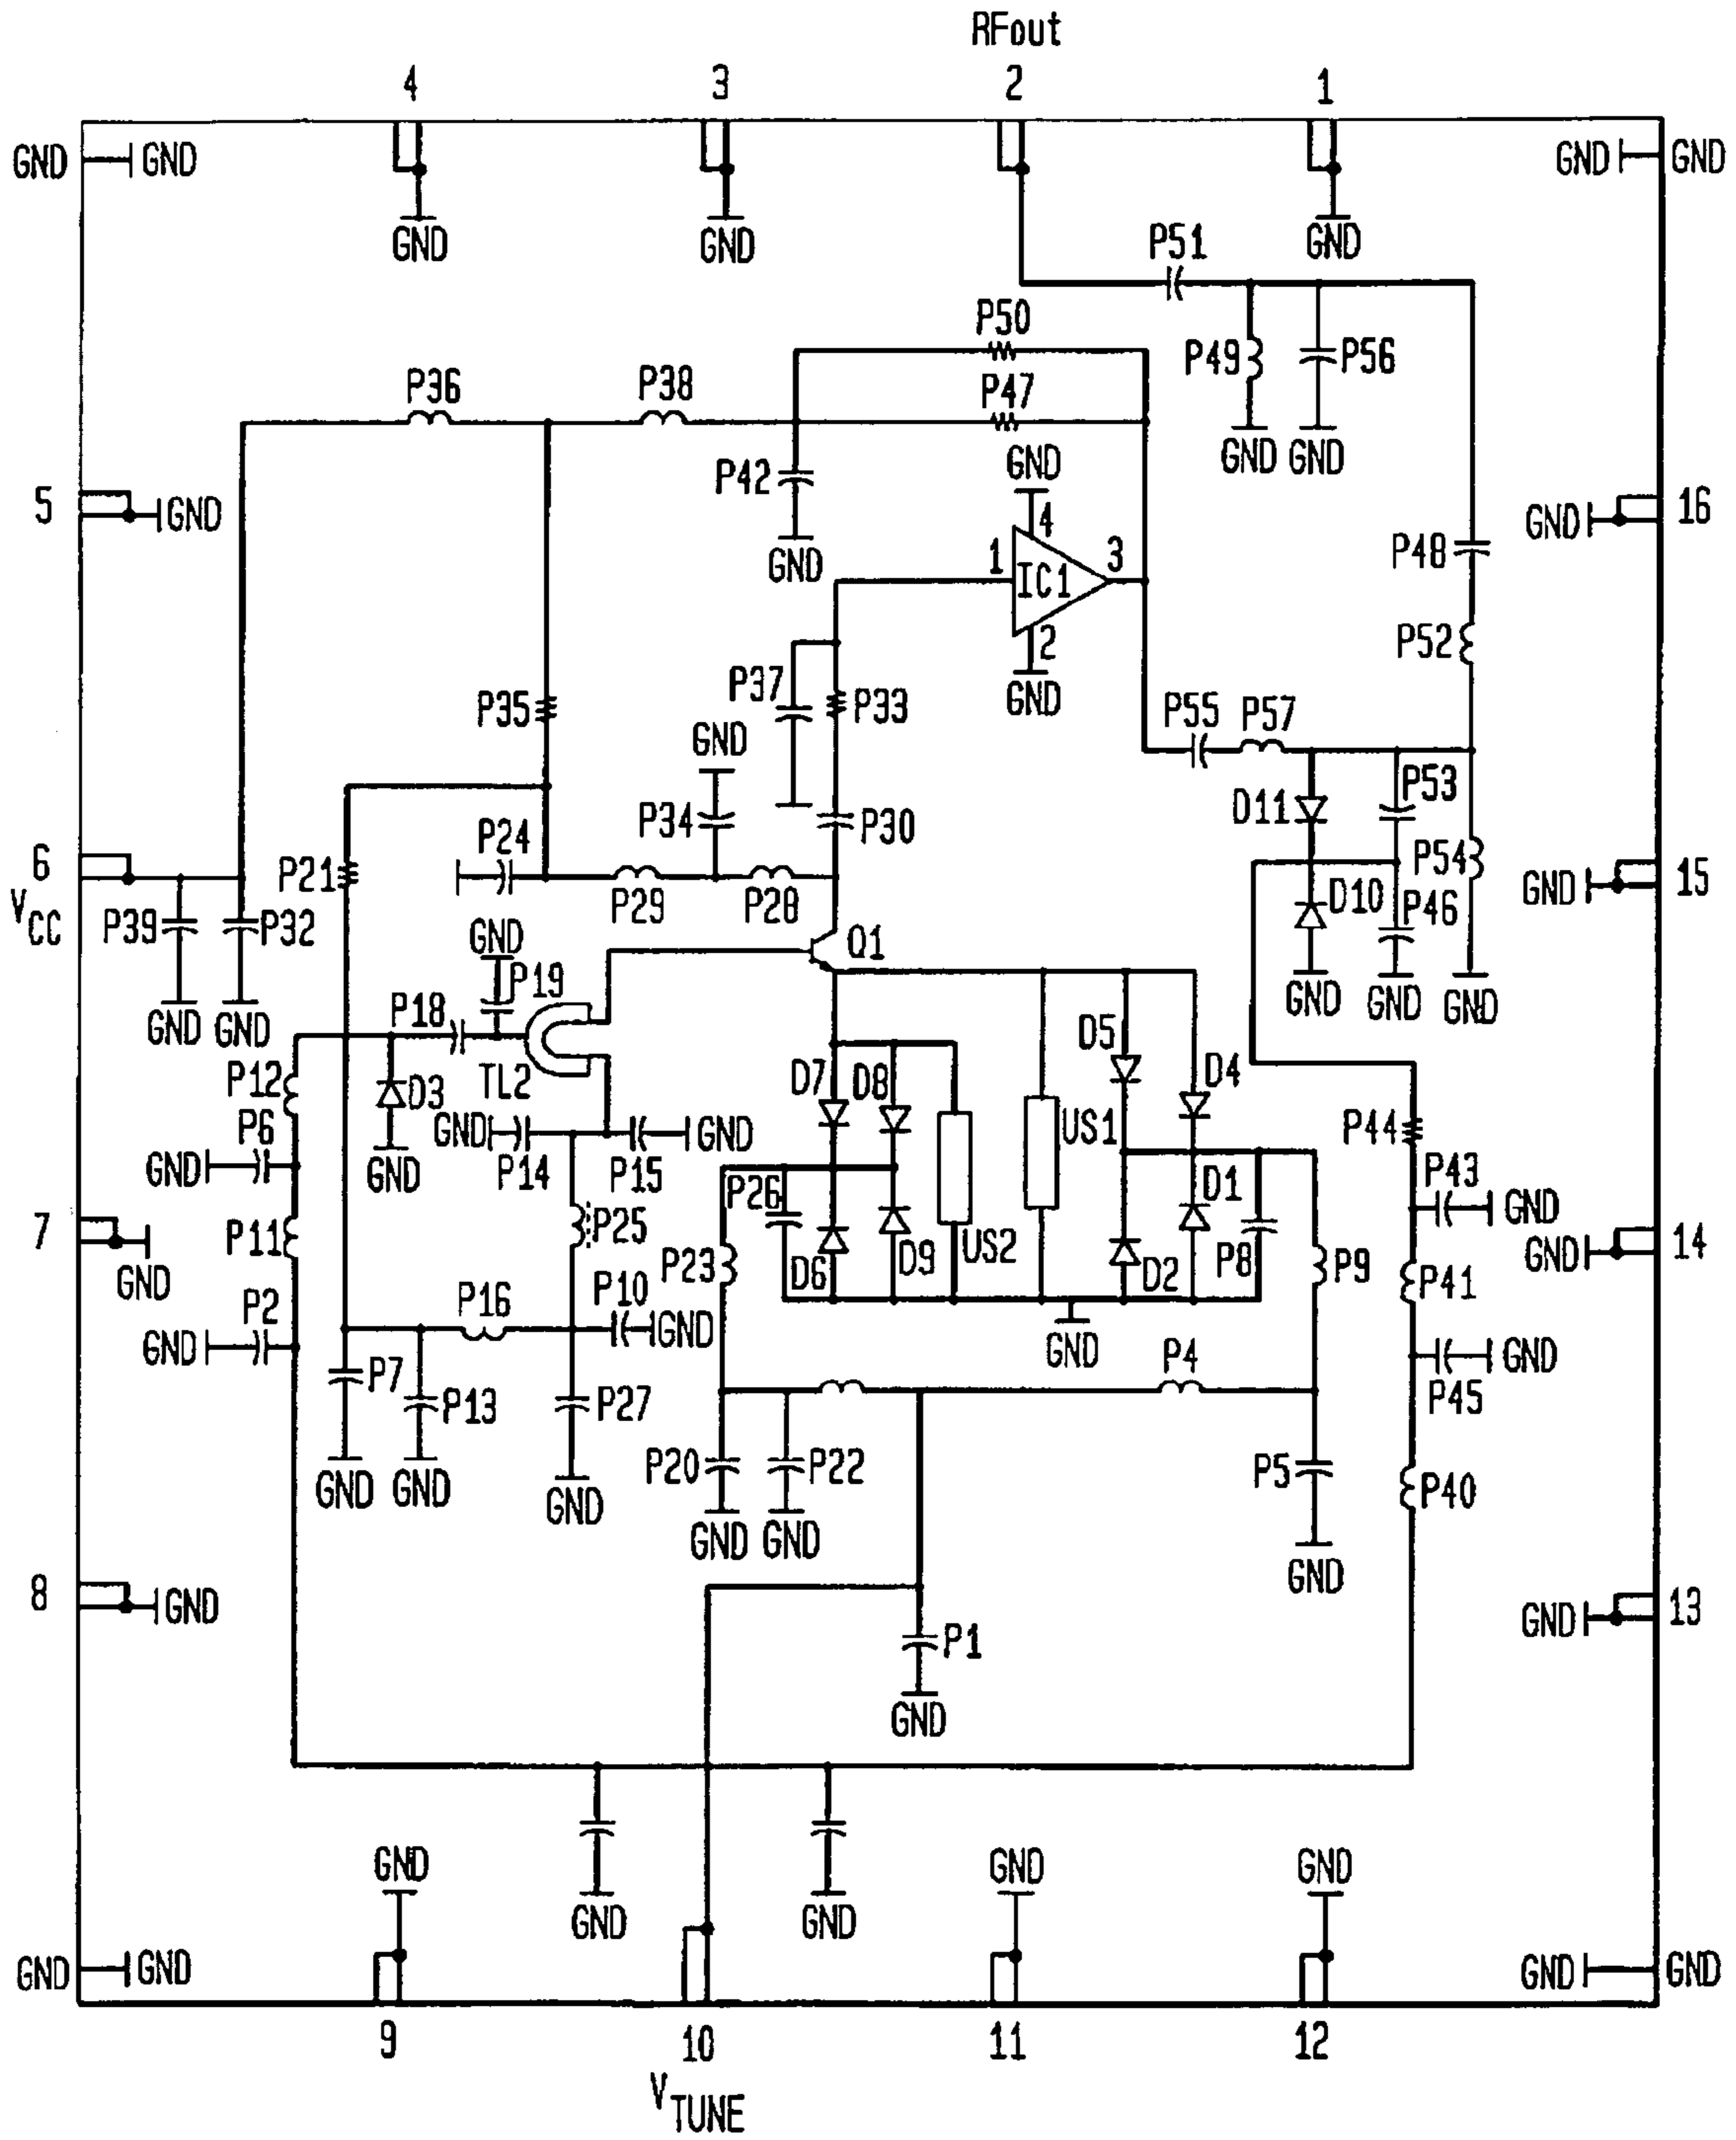 RFout
4 3 2 1
GND GND GND GND
GND GND GND
P51
P50
P49 P56
P36 P38 P47
GND GND
P42 GND
5 GND 4 GND 16
GND 1 IC1 3 P48
2 P52
GND
P37 P33
P35 P55 P57
GND
P53
P34 P30 D11
P24 P54
6 P21 15
V CC P29 P28 D10 P46 GND
P39 P32 GND Q1
P19 GND GND GND
GND GND P18
D5
P12 D3 TL2 D7 D8 D4
P6 GND GND US1 P44
GND GND P14 P15 P26 D1 P43
GND
7 P11 P25 US2 GND 14
GND P23 D6 D9 D2 P8 P9 P41
P2 P16 P10
GND GND GND P4 GND
P7 P13 P27 P45
P20 P22 P5 P40
GND GND GND
GND GND
GND
8 GND 13
GND
P1
GND
GND GND GND
GND GND
GND GND GND GND
9 10 11 12
V TUNE